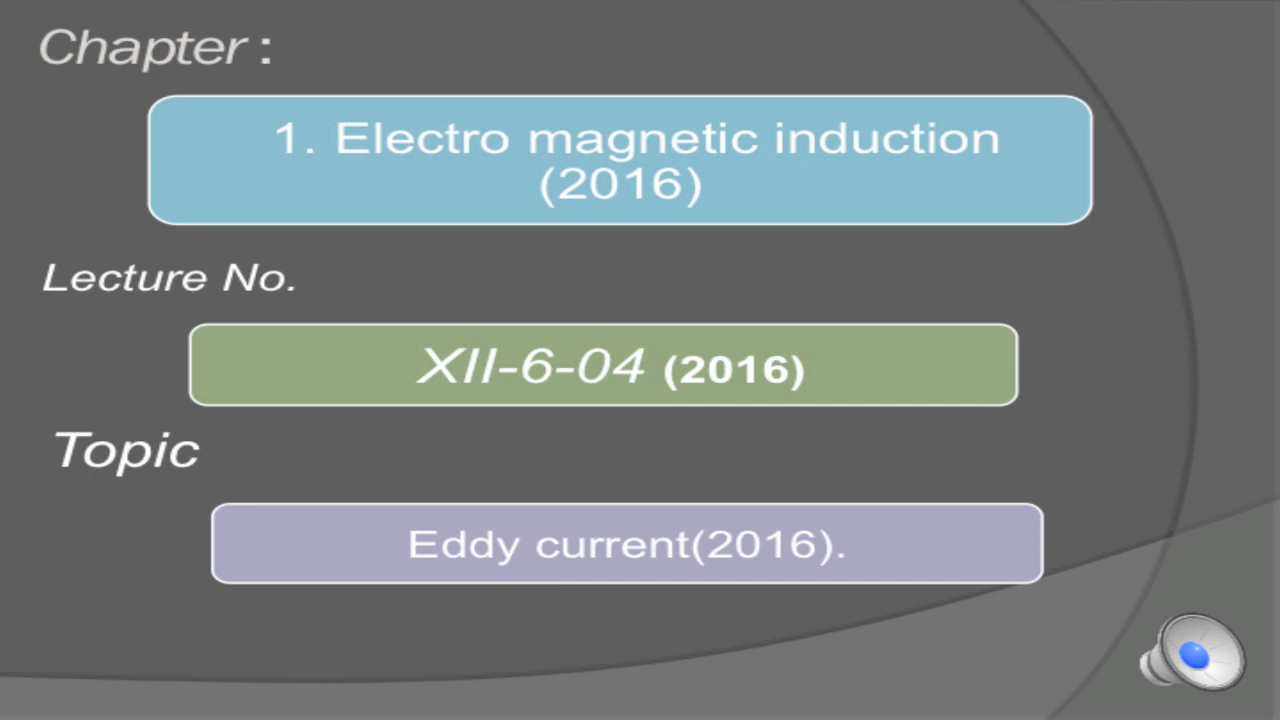 Chapter :
1. Electro magnetic induction
(2016)
Lecture No.
XII-6-04 (2016)
Topic
Eddy current(2016).